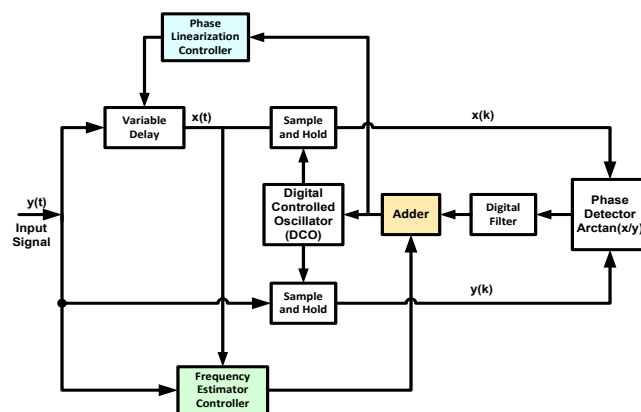 Phase
Linearization
Controller
Variable
Delay
x(t)
Sample
and Hold
x(k)
y(t)
Input
Signal
Digital
Controlled
Oscillator
(DCO)
Adder
Digital
Filter
Phase
Detector
Arctan(x/y)
Sample
and Hold
y(k)
Frequency
Estimator
Controller